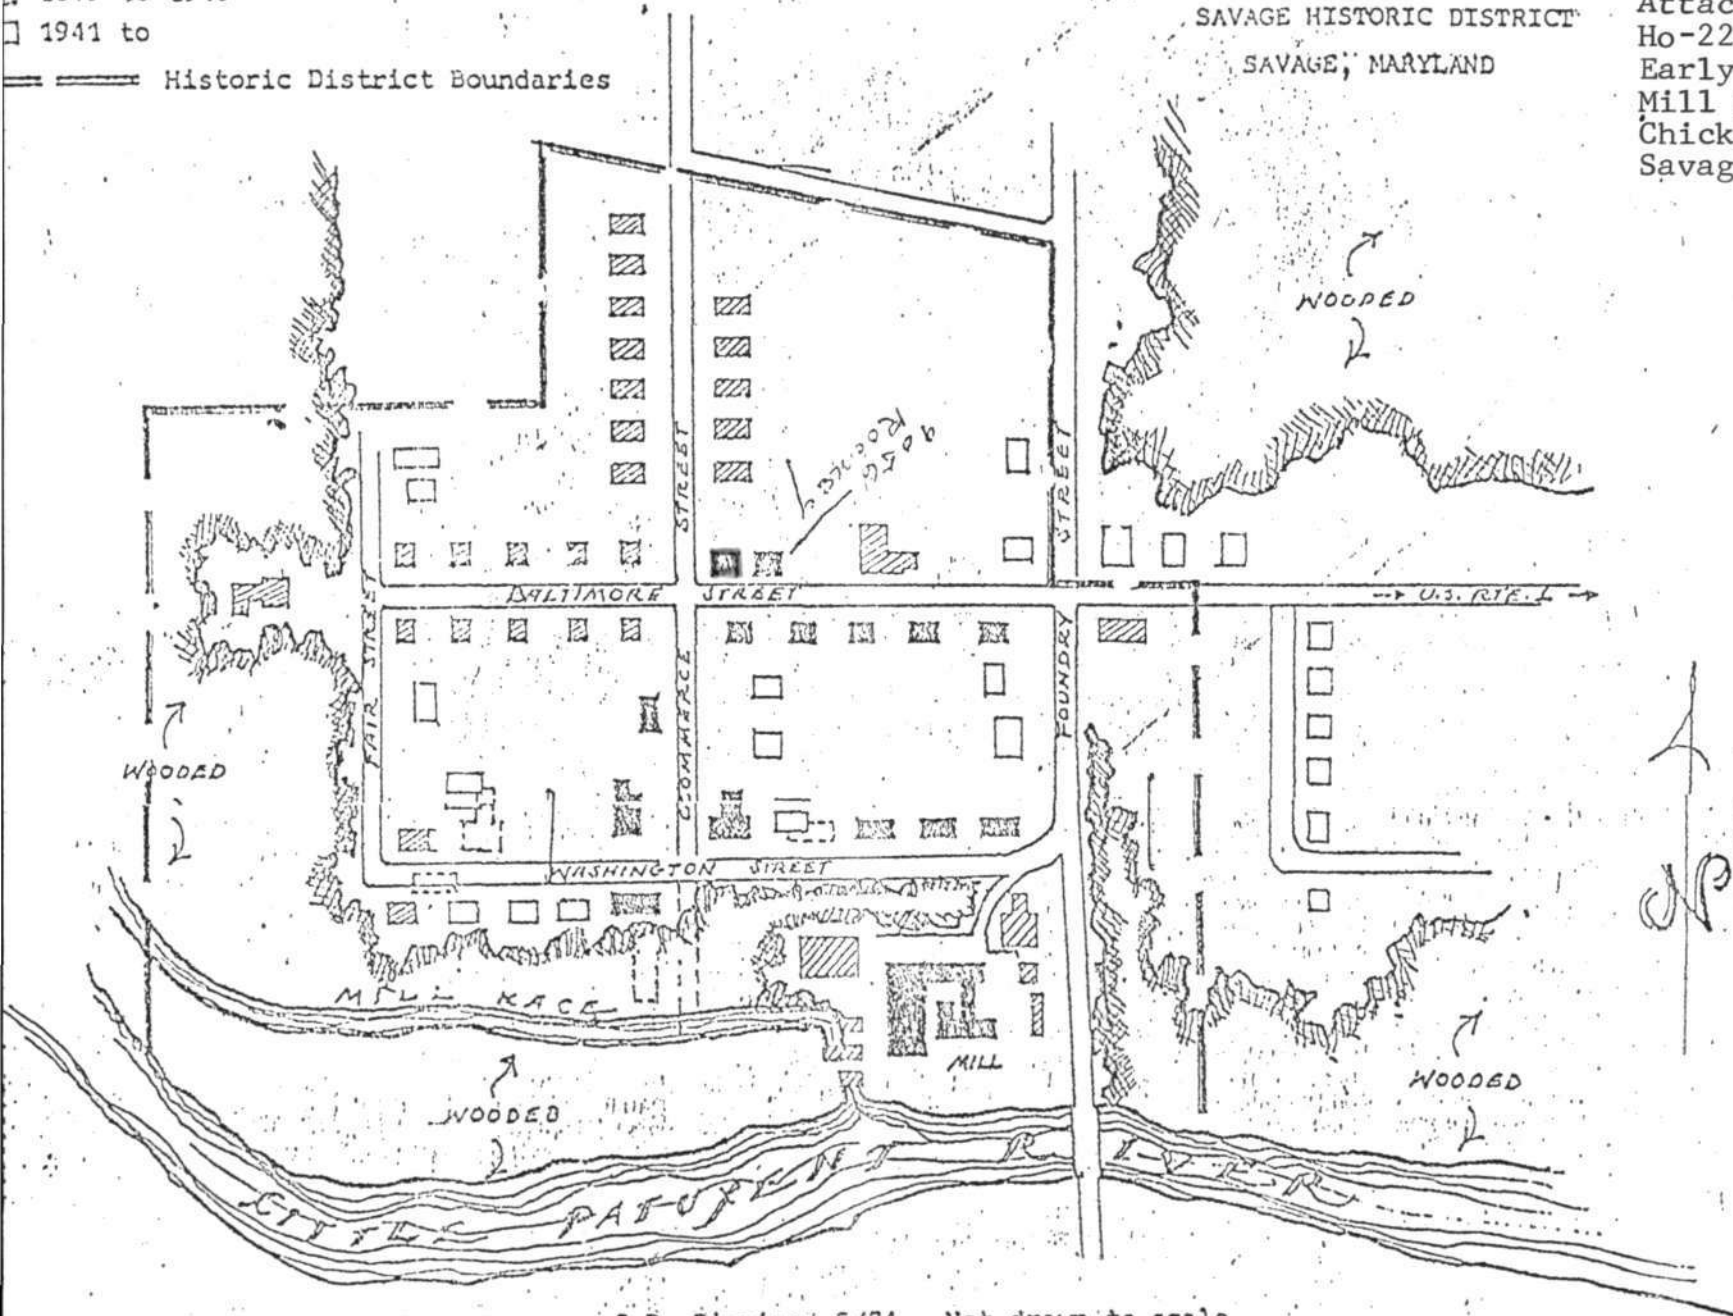 1941 to
Historic District Boundaries
SAVAGE HISTORIC DISTRICT
SAVAGE, MARYLAND
Attac
Ho-22
Early
Mill
Chick
Savag
WOODED
STREET
STREET
BALTIMORE STREET
U.S. RTE. 1
FAIR STREET
COMMERCE
FOUNDRY
WOODED
WASHINGTON STREET
MILL RACE
MILL
WOODED
WOODED
LITTLE PATUXENT RIVER
Not drawn to scale